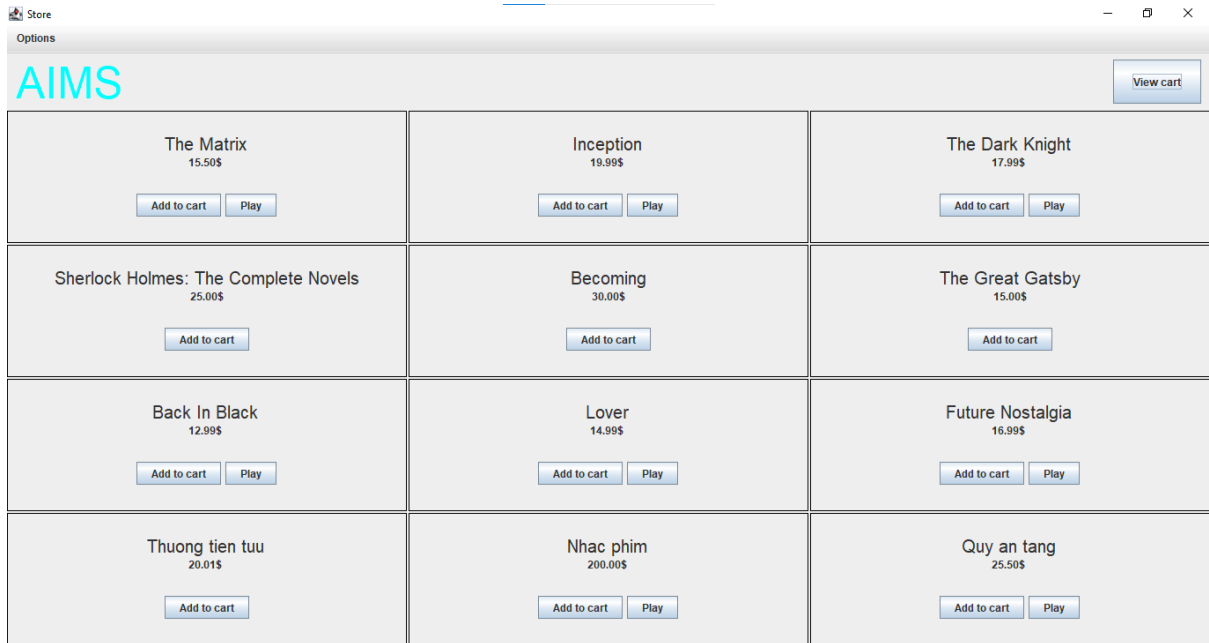 Store
Options
AIMS
View cart
The Matrix
15.50$
Add to cart Play
Inception
19.99$
Add to cart Play
The Dark Knight
17.99$
Add to cart Play
Sherlock Holmes: The Complete Novels
25.00$
Add to cart
Becoming
30.00$
Add to cart
The Great Gatsby
15.00$
Add to cart
Back In Black
12.99$
Add to cart Play
Lover
14.99$
Add to cart Play
Future Nostalgia
16.99$
Add to cart Play
Thuong tien tuu
20.01$
Add to cart
Nhac phim
200.00$
Add to cart Play
Quy an tang
25.50$
Add to cart Play